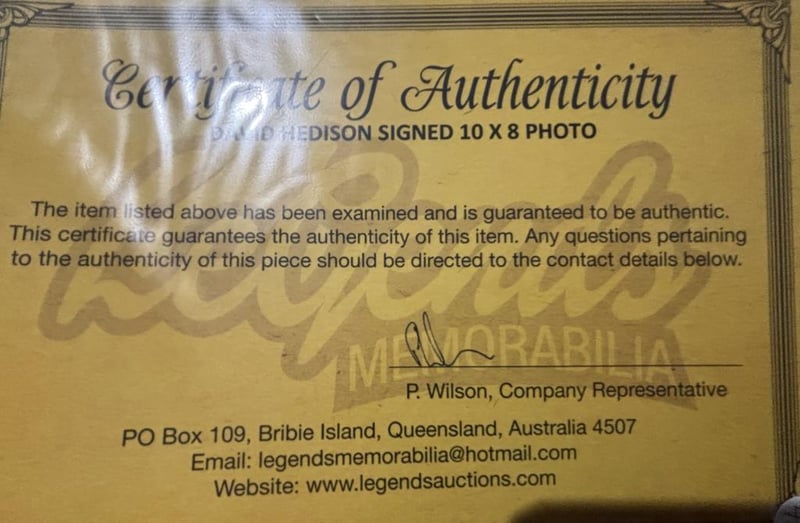 Certificate of Authenticity
DAVID HEDISON SIGNED 10 X 8 PHOTO
The item listed above has been examined and is guaranteed to be authentic.
This certificate guarantees the authenticity of this item. Any questions pertaining
to the authenticity of this piece should be directed to the contact details below.
Legends
MEMORABILIA
P. Wilson, Company Representative
PO Box 109, Bribie Island, Queensland, Australia 4507
Email: legendsmemorabilia@hotmail.com
Website: www.legendsauctions.com